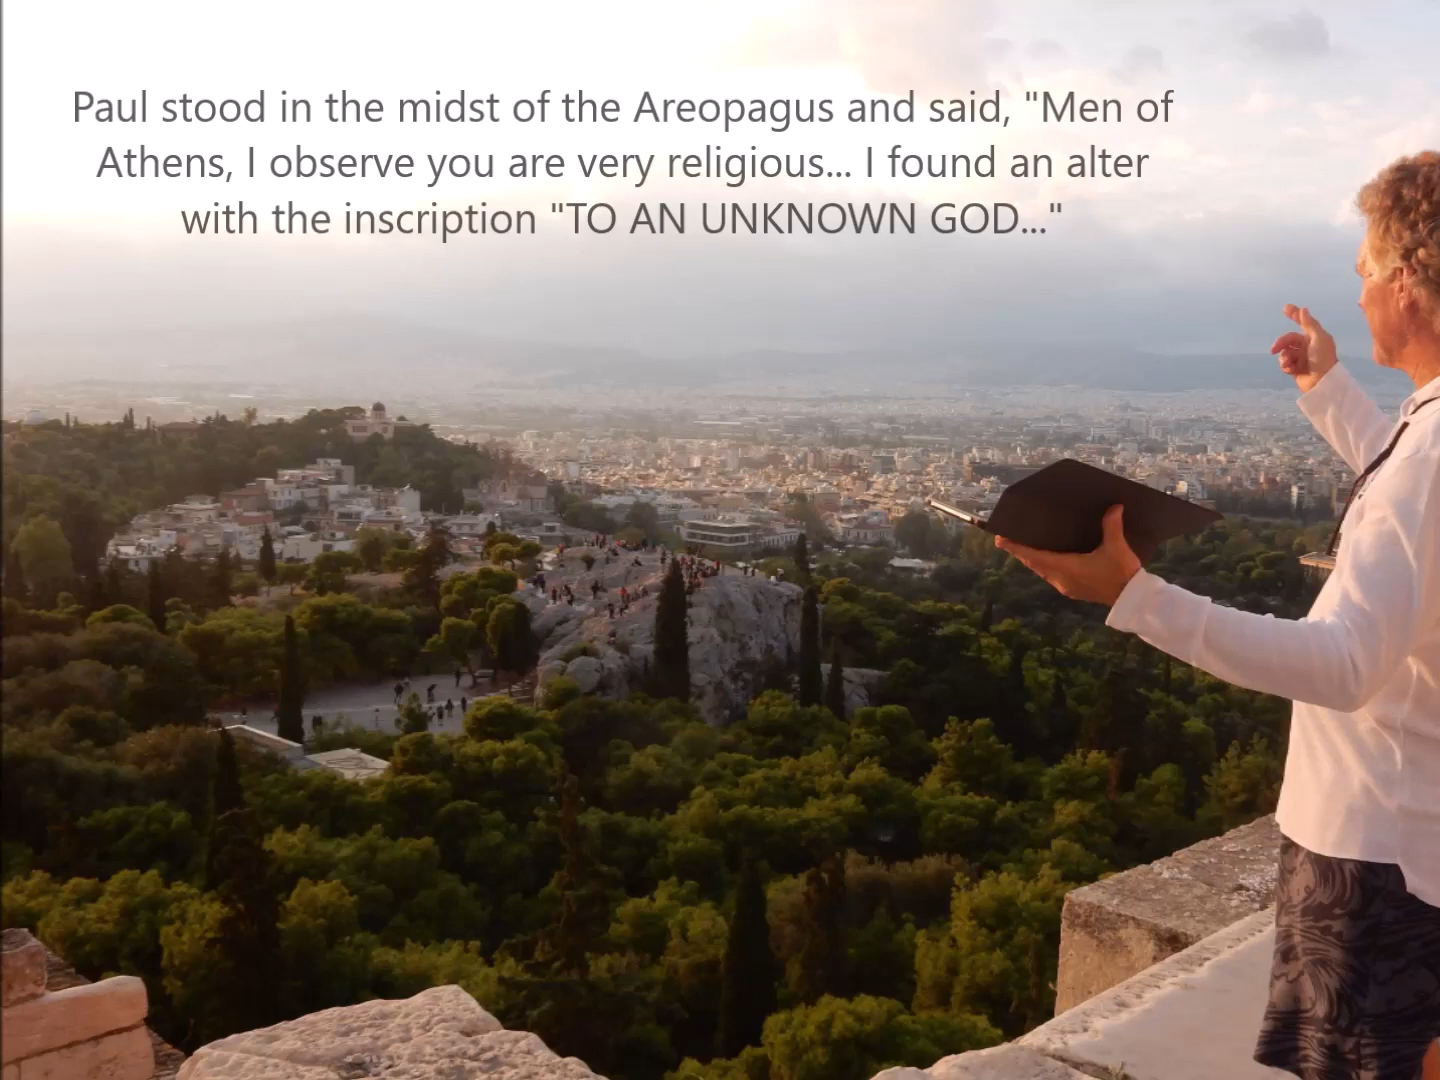 Paul stood in the midst of the Areopagus and said, "Men of
Athens, I observe you are very religious... I found an alter
with the inscription "TO AN UNKNOWN GOD..."